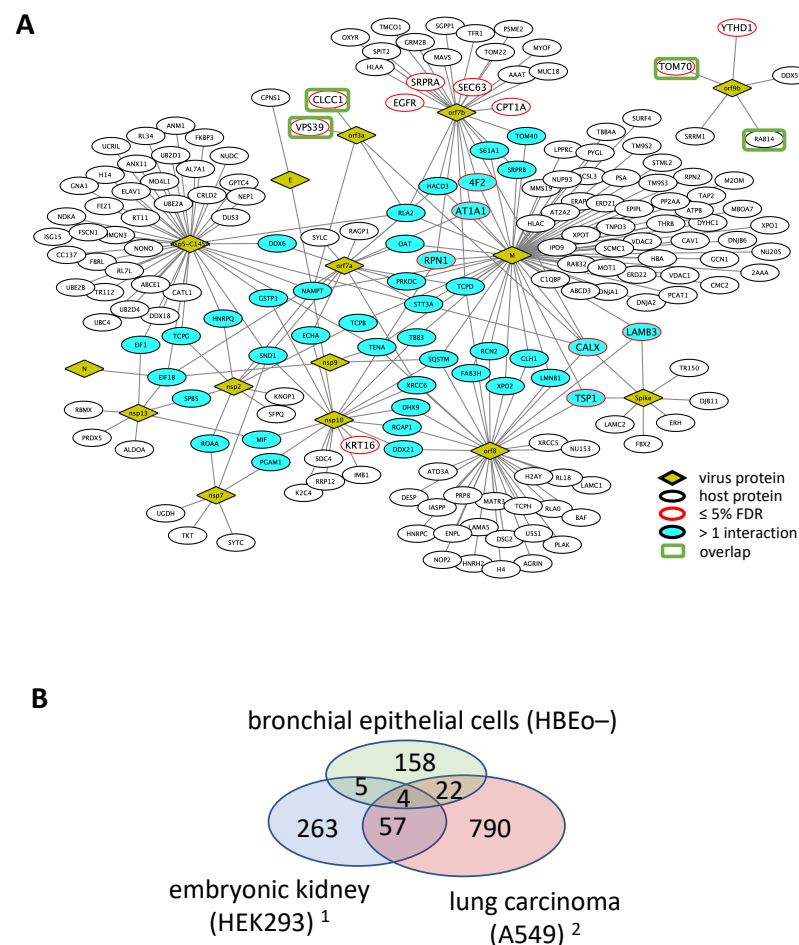 A
TMCO1
SGPP1
PSME2
OXYR
GRM2B
TFR1
SPIT2
MAVS
TOM22
MYOF
HLAA
AAAT
MUC18
SRPRA
SEC63
EGFR
CPT1A
orf7b
YTHD1
TOM70
DDX5
orf9b
SRRM1
RAB14
CPNS1
CLCC1
VPS39
orf3a
E
TOM40
S61A1
SRPRB
HACD3
4F2
AT1A1
RLA2
OAT
RPN1
PRKDC
STT3A
TCPD
ANM1
RL34
FKBP3
UCRIL
UB2D1
NUDC
ANX11
AL7A1
H14
MO4L1
GPTC4
GNA1
ELAV1
CRLD2
NEP1
FEZ1
UBE2A
NDKA
RT11
DUS3
ISG15
FSCN1
MGN3
NONO
nsp5-C145A
CC137
FBRL
RL7L
UBE2B
TR112
ABCE1
CATL1
UB2D4
DDX18
UBC4
DDX6
SYLC
RAGP1
orf7a
NAMPT
GSTP1
HNRPQ
TCPG
EIF1
EIF1B
SPB5
SND1
ECHA
TCPB
TENA
TBB3
SQSTM
XRCC6
nsp9
nsp2
N
nsp13
RBMX
PRDX5
ALDOA
KNOP1
SFPQ
nsp10
DHX9
RGAP1
DDX21
ROAA
MIF
PGAM1
KRT16
SDC4
IMB1
RRP12
K2C4
nsp7
UGDH
TKT
SYTC
SURF4
TBB4A
LPPRC
PYGL
TM9S2
STML2
NUP93
CSL3
PSA
RPN2
MMS19
TM9S3
M2OM
ERAP
ERD21
PP2AA
TAP2
HLAC
AT2A2
EPIPL
ATPB
MBOA7
XPOT
TNPO3
THRB
DYHC1
XPO1
M
IPO9
SCMC1
VDAC2
CAV1
DNJB6
RAB32
HBA
GCN1
NU205
C1QBP
MOT1
ERD22
VDAC1
2AAA
ABCD3
DNJA1
CMC2
DNJA2
PCAT1
LAMB3
CALX
RCN2
CLH1
FA83H
XPO2
LMNB1
TSP1
TR150
Spike
DJB11
LAMC2
ERH
FBX2
orf8
XRCC5
NU153
ATD3A
DESP
H2AY
RL18
LAMC1
IASPP
PRP8
MATR3
TCPH
RLA0
BAF
HNRPC
ENPL
LAMA5
DSG2
U5S1
PLAK
NOP2
HNRH2
H4
AGRIN
virus protein
host protein
≤ 5% FDR
> 1 interaction
overlap
B
bronchial epithelial cells (HBEo–)
158
5
4
22
263
57
790
embryonic kidney
(HEK293) 1
lung carcinoma
(A549) 2